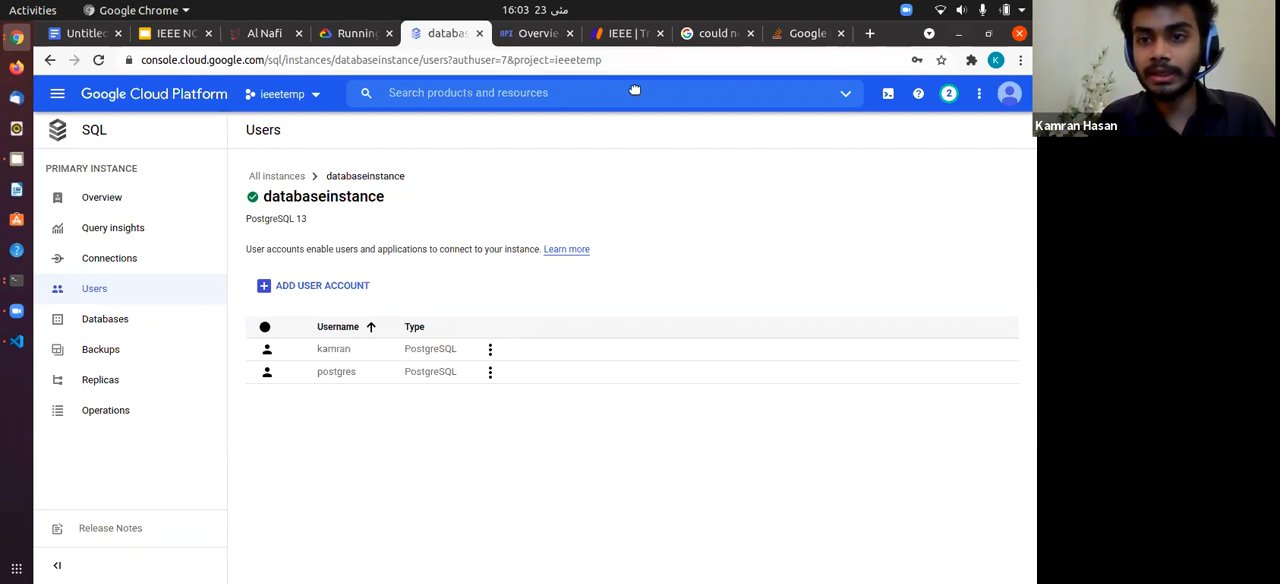 Activities Google Chrome 16:03 23 مئی
Untitle IEEE NC Al Nafi Running databas API Overvie IEEE | Tr could n Google
console.cloud.google.com/sql/instances/databaseinstance/users?authuser=7&project=ieeetemp K
Google Cloud Platform ieeetemp Search products and resources 2
SQL Users
Kamran Hasan
PRIMARY INSTANCE
Overview
Query insights
Connections
Users
Databases
Backups
Replicas
Operations
Release Notes
All instances > databaseinstance
databaseinstance
PostgreSQL 13
User accounts enable users and applications to connect to your instance. Learn more
ADD USER ACCOUNT
Username Type
kamran PostgreSQL
postgres PostgreSQL